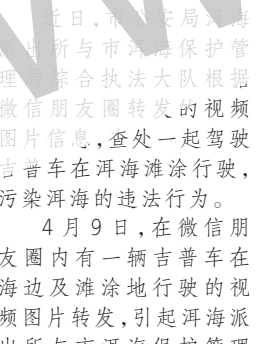 近日,市公安局洱海
派出所与市洱海保护管
理局综合执法大队根据
微信朋友圈转发的视频
图片信息,查处一起驾驶
吉普车在洱海滩涂行驶,
污染洱海的违法行为。
4月9日,在微信朋
友圈内有一辆吉普车在
海边及滩涂地行驶的视
频图片转发,引起洱海派
出所与市洱海保护管理